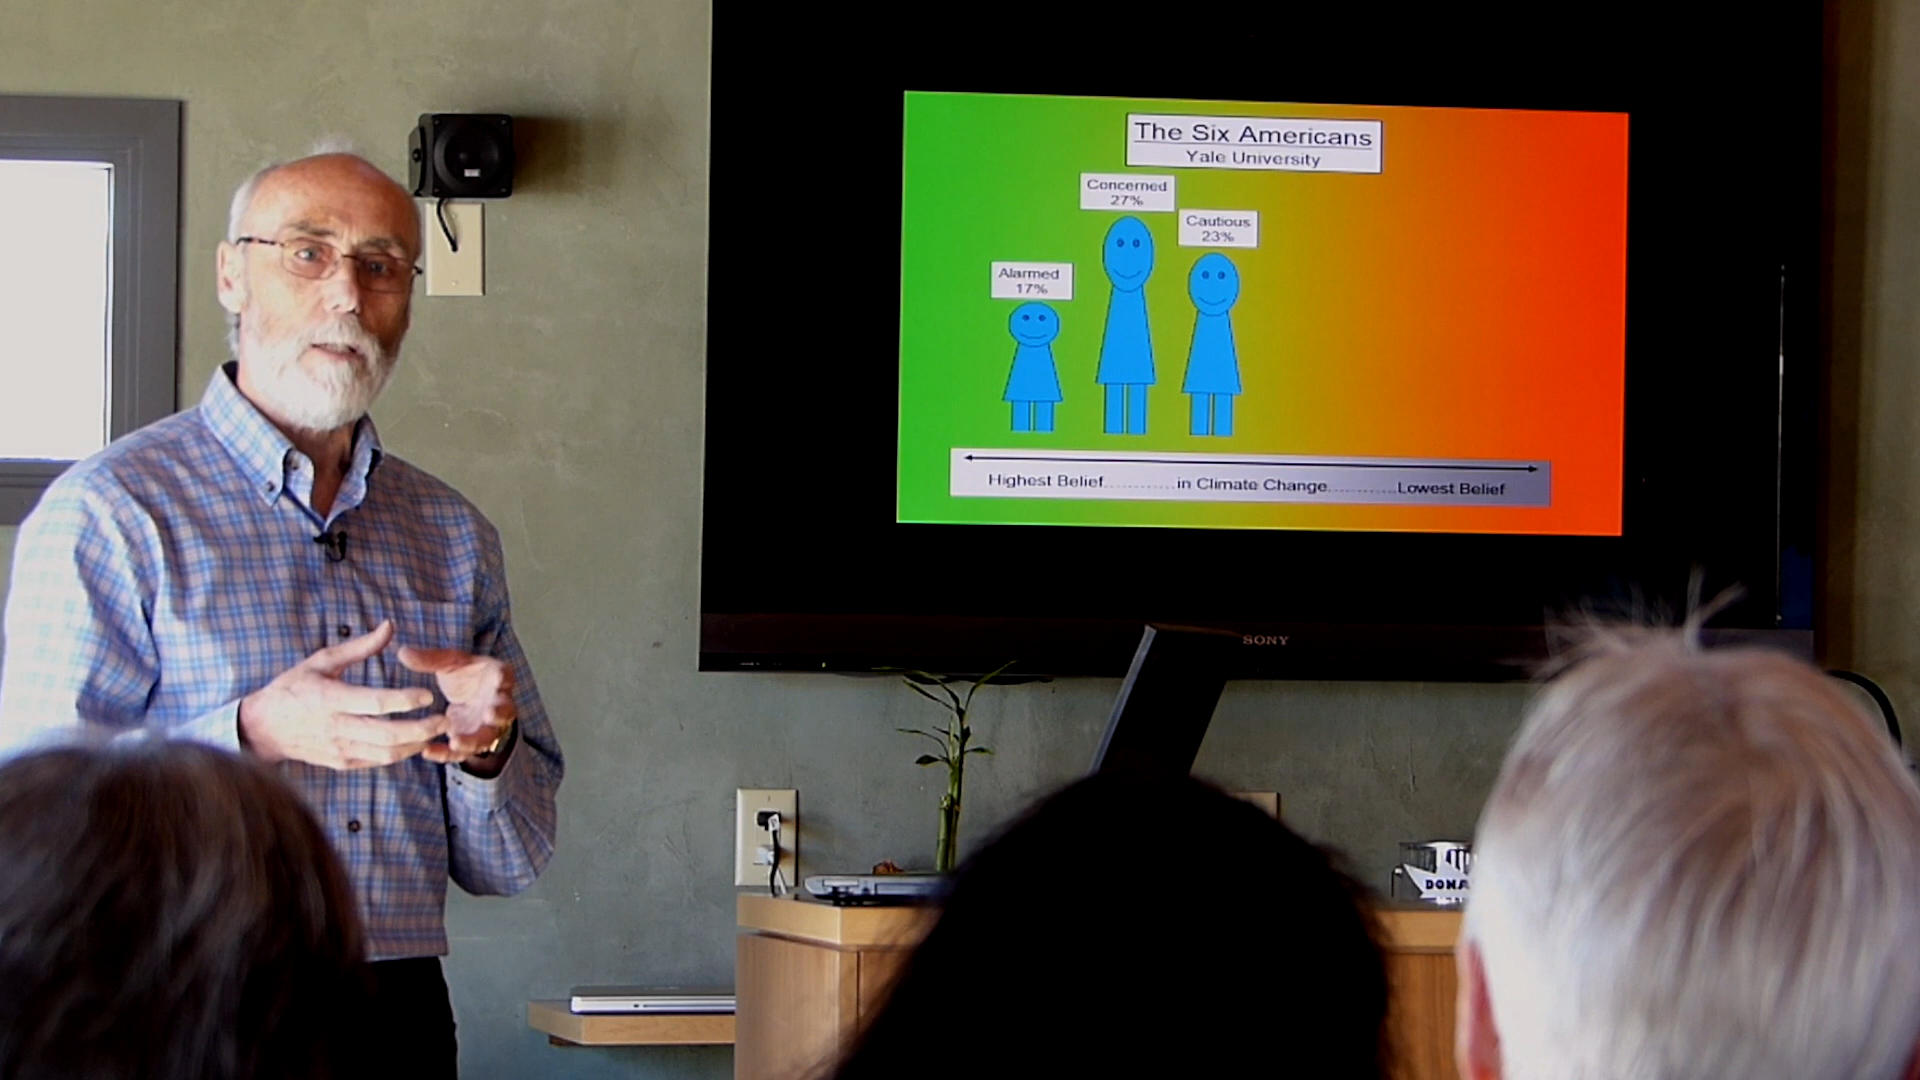 The Six Americans
Yale University
Concerned
27%
Cautious
23%
Alarmed
17%
Highest Belief............in Climate Change............Lowest Belief
SONY